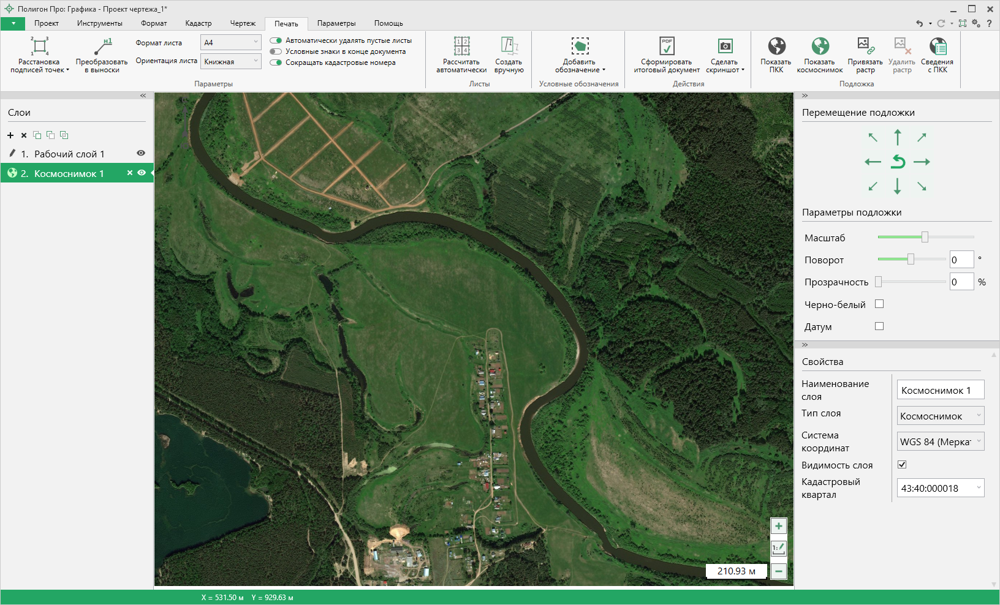 Полигон Про: Графика - Проект чертежа_1*
Проект Инструменты Формат Кадастр Чертеж Печать Параметры Помощь
Расстановка подписей точек
Преобразовать в выноски
Формат листа A4
Ориентация листа Книжная
Автоматически удалять пустые листы
Условные знаки в конце документа
Сокращать кадастровые номера
Параметры
Рассчитать автоматически
Создать вручную
Листы
Добавить обозначение
Условные обозначения
PDF
Сформировать итоговый документ
Сделать скриншот
Действия
Показать ПКК
Показать космоснимок
Привязать растр
Удалить растр
Сведения с ПКК
Подложка
Слои
1. Рабочий слой 1
2. Космоснимок 1
210.93 м
Перемещение подложки
Параметры подложки
Масштаб
Поворот 0 °
Прозрачность 0 %
Черно-белый
Датум
Свойства
Наименование слоя Космоснимок 1
Тип слоя Космоснимок
Система координат WGS 84 (Меркат
Видимость слоя
Кадастровый квартал 43:40:000018
X = 531.50 м Y = 929.63 м